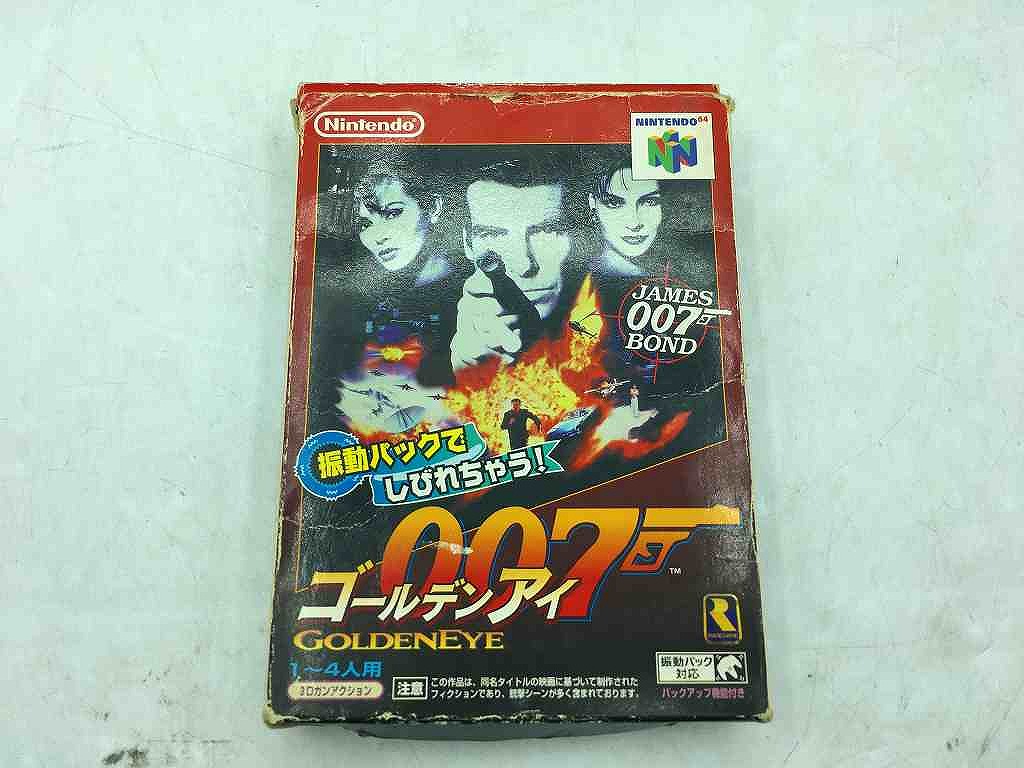 Nintendo
NINTENDO 64
JAMES
007
BOND
振動パックで
しびれちゃう!
007
TM
ゴールデンアイ
GOLDENEYE
1～4人用
3Dガンアクション
注意
この作品は、同名タイトルの映画に基づいて制作された
フィクションであり、銃撃シーンが多く含まれております。
振動パック
対応
バックアップ機能付き